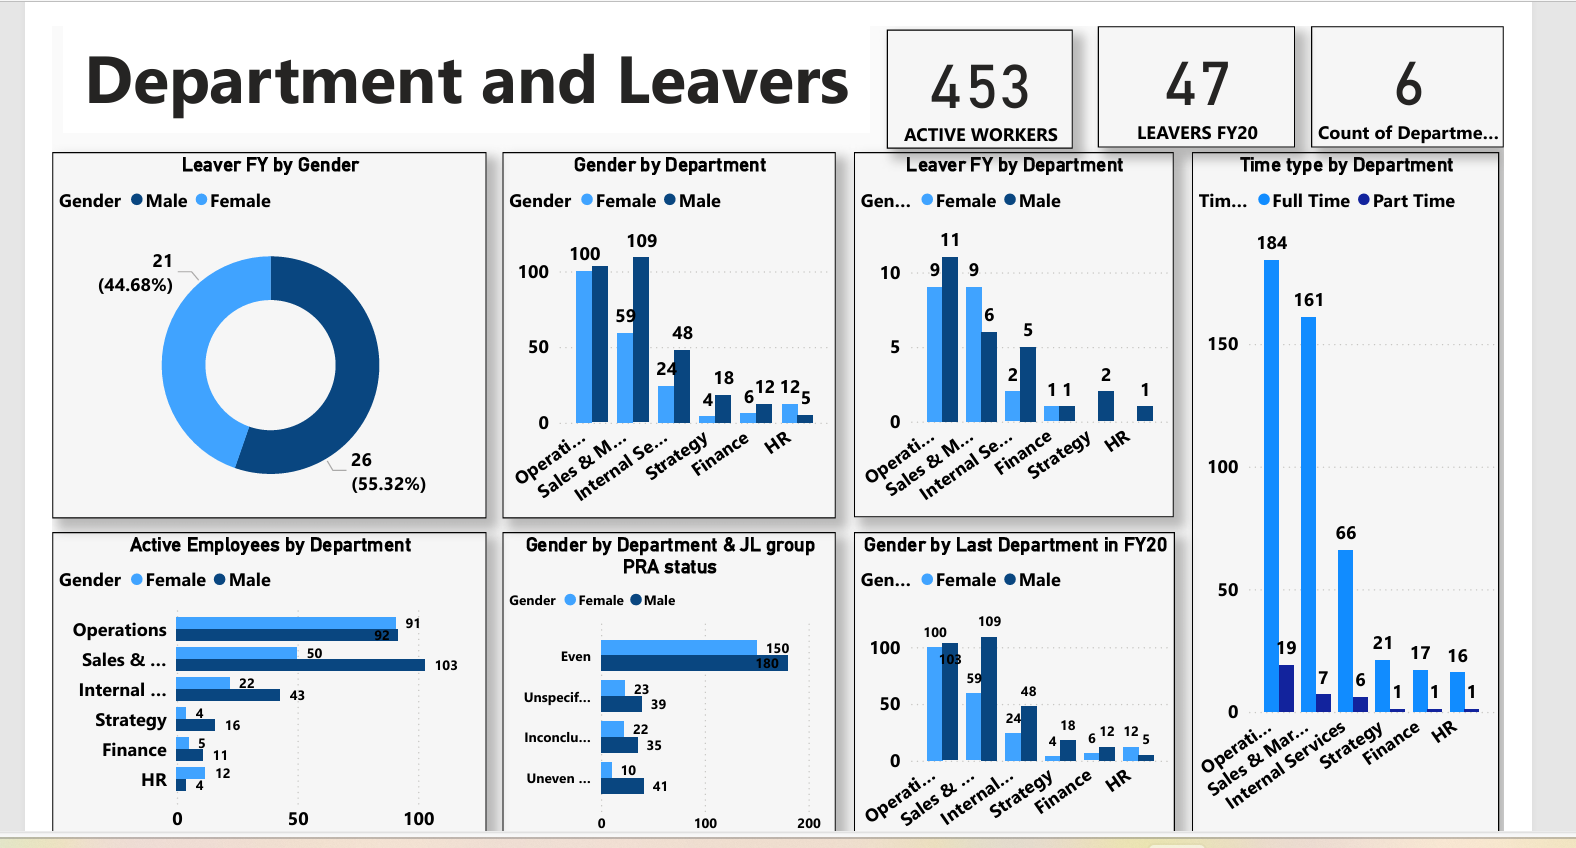 Department and Leavers
453
ACTIVE WORKERS
47
LEAVERS FY20
6
Count of Departme...
Leaver FY by Gender
Gender Male Female
21
(44.68%)
26
(55.32%)
Gender by Department
Gender Female Male
100
50
0
100
59
109
24
48
4
18
6
12
12
5
Operati...
Sales & M...
Internal Se...
Strategy
Finance
HR
Leaver FY by Department
Gen... Female Male
10
5
0
9
11
9
6
2
5
1
1
2
1
Operati...
Sales & M...
Internal Se...
Finance
Strategy
HR
Time type by Department
Tim... Full Time Part Time
150
100
50
0
184
19
161
7
66
6
21
1
17
1
16
1
Operati...
Sales & Mar...
Internal Services
Strategy
Finance
HR
Active Employees by Department
Gender Female Male
Operations 91
92
Sales & ... 50
103
Internal ... 22
43
Strategy 4
16
Finance 5
11
HR 12
4
0 50 100
Gender by Department & JL group
PRA status
Gender Female Male
Even 150
180
Unspecif... 23
39
Inconclu... 22
35
Uneven ... 10
41
0 100 200
Gender by Last Department in FY20
Gen... Female Male
100
50
0
100
103
59
109
24
48
4
18
6
12
12
5
Operati...
Sales & ...
Internal...
Strategy
Finance
HR